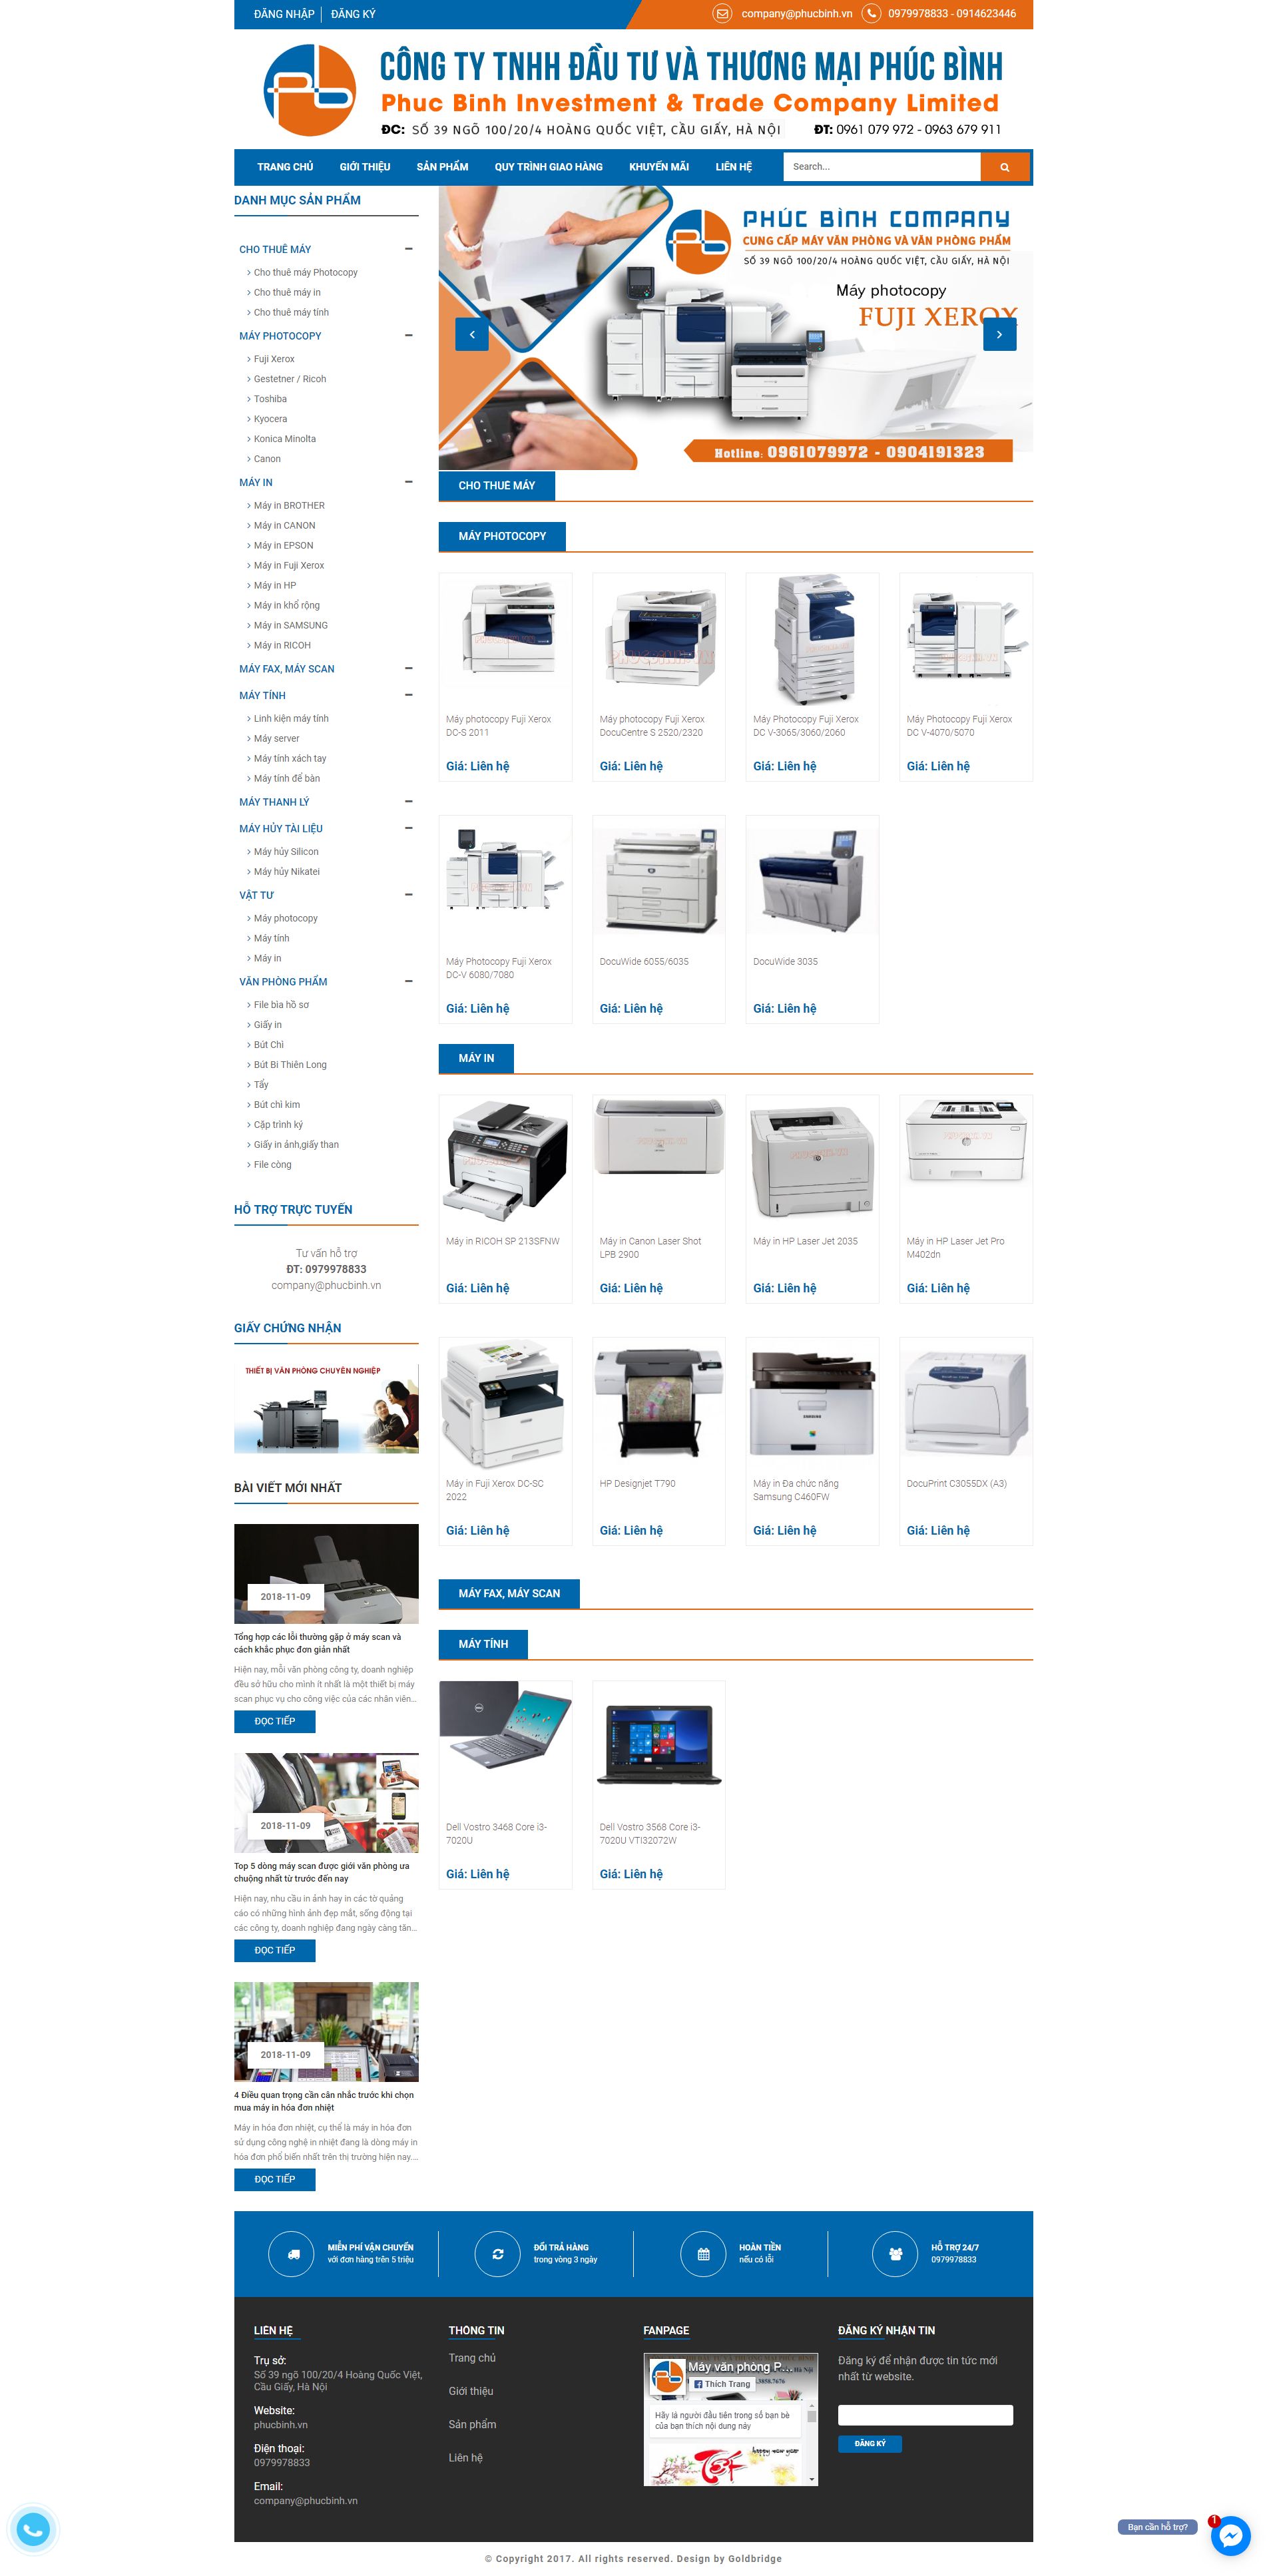 ĐĂNG NHẬP ĐĂNG KÝ
company@phucbinh.vn 0979978833 - 0914623446
CÔNG TY TNHH ĐẦU TƯ VÀ THƯƠNG MẠI PHÚC BÌNH
Phuc Binh Investment & Trade Company Limited
ĐC: SỐ 39 NGÕ 100/20/4 HOÀNG QUỐC VIỆT, CẦU GIẤY, HÀ NỘI ĐT: 0961 079 972 - 0963 679 911
TRANG CHỦ GIỚI THIỆU SẢN PHẨM QUY TRÌNH GIAO HÀNG KHUYẾN MÃI LIÊN HỆ Search...
DANH MỤC SẢN PHẨM
CHO THUÊ MÁY
Cho thuê máy Photocopy
Cho thuê máy in
Cho thuê máy tính
MÁY PHOTOCOPY
Fuji Xerox
Gestetner / Ricoh
Toshiba
Kyocera
Konica Minolta
Canon
MÁY IN
Máy in BROTHER
Máy in CANON
Máy in EPSON
Máy in Fuji Xerox
Máy in HP
Máy in khổ rộng
Máy in SAMSUNG
Máy in RICOH
MÁY FAX, MÁY SCAN
MÁY TÍNH
Linh kiện máy tính
Máy server
Máy tính xách tay
Máy tính để bàn
MÁY THANH LÝ
MÁY HỦY TÀI LIỆU
Máy hủy Silicon
Máy hủy Nikatei
VẬT TƯ
Máy photocopy
Máy tính
Máy in
VĂN PHÒNG PHẨM
File bìa hồ sơ
Giấy in
Bút Chì
Bút Bi Thiên Long
Tẩy
Bút chì kim
Cặp trình ký
Giấy in ảnh,giấy than
File còng
HỖ TRỢ TRỰC TUYẾN
Tư vấn hỗ trợ
ĐT: 0979978833
company@phucbinh.vn
GIẤY CHỨNG NHẬN
THIẾT BỊ VĂN PHÒNG CHUYÊN NGHIỆP
BÀI VIẾT MỚI NHẤT
2018-11-09
Tổng hợp các lỗi thường gặp ở máy scan và
cách khắc phục đơn giản nhất
Hiện nay, mỗi văn phòng công ty, doanh nghiệp
đều sở hữu cho mình ít nhất là một thiết bị máy
scan phục vụ cho công việc của các nhân viên...
ĐỌC TIẾP
2018-11-09
Top 5 dòng máy scan được giới văn phòng ưa
chuộng nhất từ trước đến nay
Hiện nay, nhu cầu in ảnh hay in các tờ quảng
cáo có những hình ảnh đẹp mắt, sống động tại
các công ty, doanh nghiệp đang ngày càng tăn...
ĐỌC TIẾP
2018-11-09
4 Điều quan trọng cần cân nhắc trước khi chọn
mua máy in hóa đơn nhiệt
Máy in hóa đơn nhiệt, cụ thể là máy in hóa đơn
sử dụng công nghệ in nhiệt đang là dòng máy in
hóa đơn phổ biến nhất trên thị trường hiện nay....
ĐỌC TIẾP
PHÚC BÌNH COMPANY
CUNG CẤP MÁY VĂN PHÒNG VÀ VĂN PHÒNG PHẨM
SỐ 39 NGÕ 100/20/4 HOÀNG QUỐC VIỆT, CẦU GIẤY, HÀ NỘI
Máy photocopy
FUJI XEROX
Hotline: 0961079972 - 0904191323
CHO THUÊ MÁY
MÁY PHOTOCOPY
Máy photocopy Fuji Xerox
DC-S 2011
Giá: Liên hệ
Máy photocopy Fuji Xerox
DocuCentre S 2520/2320
Giá: Liên hệ
Máy Photocopy Fuji Xerox
DC V-3065/3060/2060
Giá: Liên hệ
Máy Photocopy Fuji Xerox
DC V-4070/5070
Giá: Liên hệ
Máy Photocopy Fuji Xerox
DC-V 6080/7080
Giá: Liên hệ
DocuWide 6055/6035
Giá: Liên hệ
DocuWide 3035
Giá: Liên hệ
MÁY IN
Máy in RICOH SP 213SFNW
Giá: Liên hệ
Máy in Canon Laser Shot
LPB 2900
Giá: Liên hệ
Máy in HP Laser Jet 2035
Giá: Liên hệ
Máy in HP Laser Jet Pro
M402dn
Giá: Liên hệ
Máy in Fuji Xerox DC-SC
2022
Giá: Liên hệ
HP Designjet T790
Giá: Liên hệ
Máy in Đa chức năng
Samsung C460FW
Giá: Liên hệ
DocuPrint C3055DX (A3)
Giá: Liên hệ
MÁY FAX, MÁY SCAN
MÁY TÍNH
Dell Vostro 3468 Core i3-
7020U
Giá: Liên hệ
Dell Vostro 3568 Core i3-
7020U VTI32072W
Giá: Liên hệ
MIỄN PHÍ VẬN CHUYỂN
với đơn hàng trên 5 triệu
ĐỔI TRẢ HÀNG
trong vòng 3 ngày
HOÀN TIỀN
nếu có lỗi
HỖ TRỢ 24/7
0979978833
LIÊN HỆ
Trụ sở:
Số 39 ngõ 100/20/4 Hoàng Quốc Việt,
Cầu Giấy, Hà Nội
Website:
phucbinh.vn
Điện thoại:
0979978833
Email:
company@phucbinh.vn
THÔNG TIN
Trang chủ
Giới thiệu
Sản phẩm
Liên hệ
FANPAGE
Máy văn phòng P...
Thích Trang
Hãy là người đầu tiên trong số bạn bè
của bạn thích nội dung này
ĐĂNG KÝ NHẬN TIN
Đăng ký để nhận được tin tức mới
nhất từ website.
ĐĂNG KÝ
Bạn cần hỗ trợ?
1
© Copyright 2017. All rights reserved. Design by Goldbridge